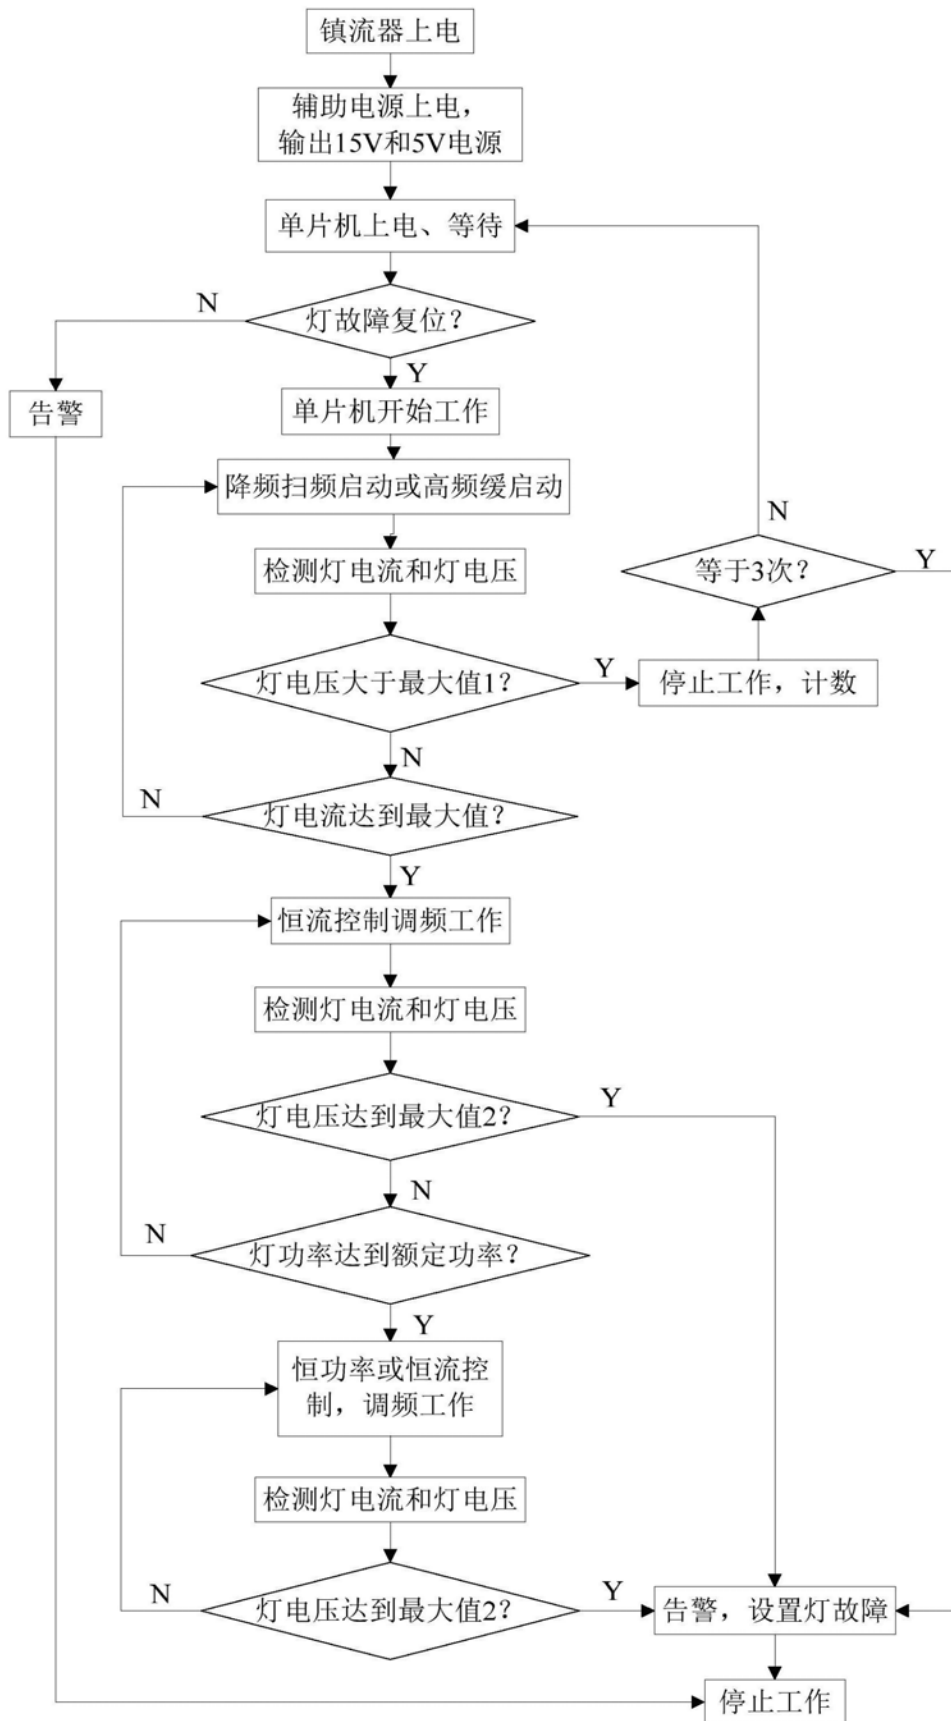 镇流器上电
辅助电源上电，
输出15V和5V电源
单片机上电、等待
N
灯故障复位？
Y
告警
单片机开始工作
降频扫频启动或高频缓启动
N
检测灯电流和灯电压
等于3次？
Y
灯电压大于最大值1？
Y
停止工作，计数
N
N
灯电流达到最大值？
Y
恒流控制调频工作
检测灯电流和灯电压
灯电压达到最大值2？
Y
N
N
灯功率达到额定功率？
Y
恒功率或恒流控
制，调频工作
检测灯电流和灯电压
N
灯电压达到最大值2？
Y
告警，设置灯故障
停止工作